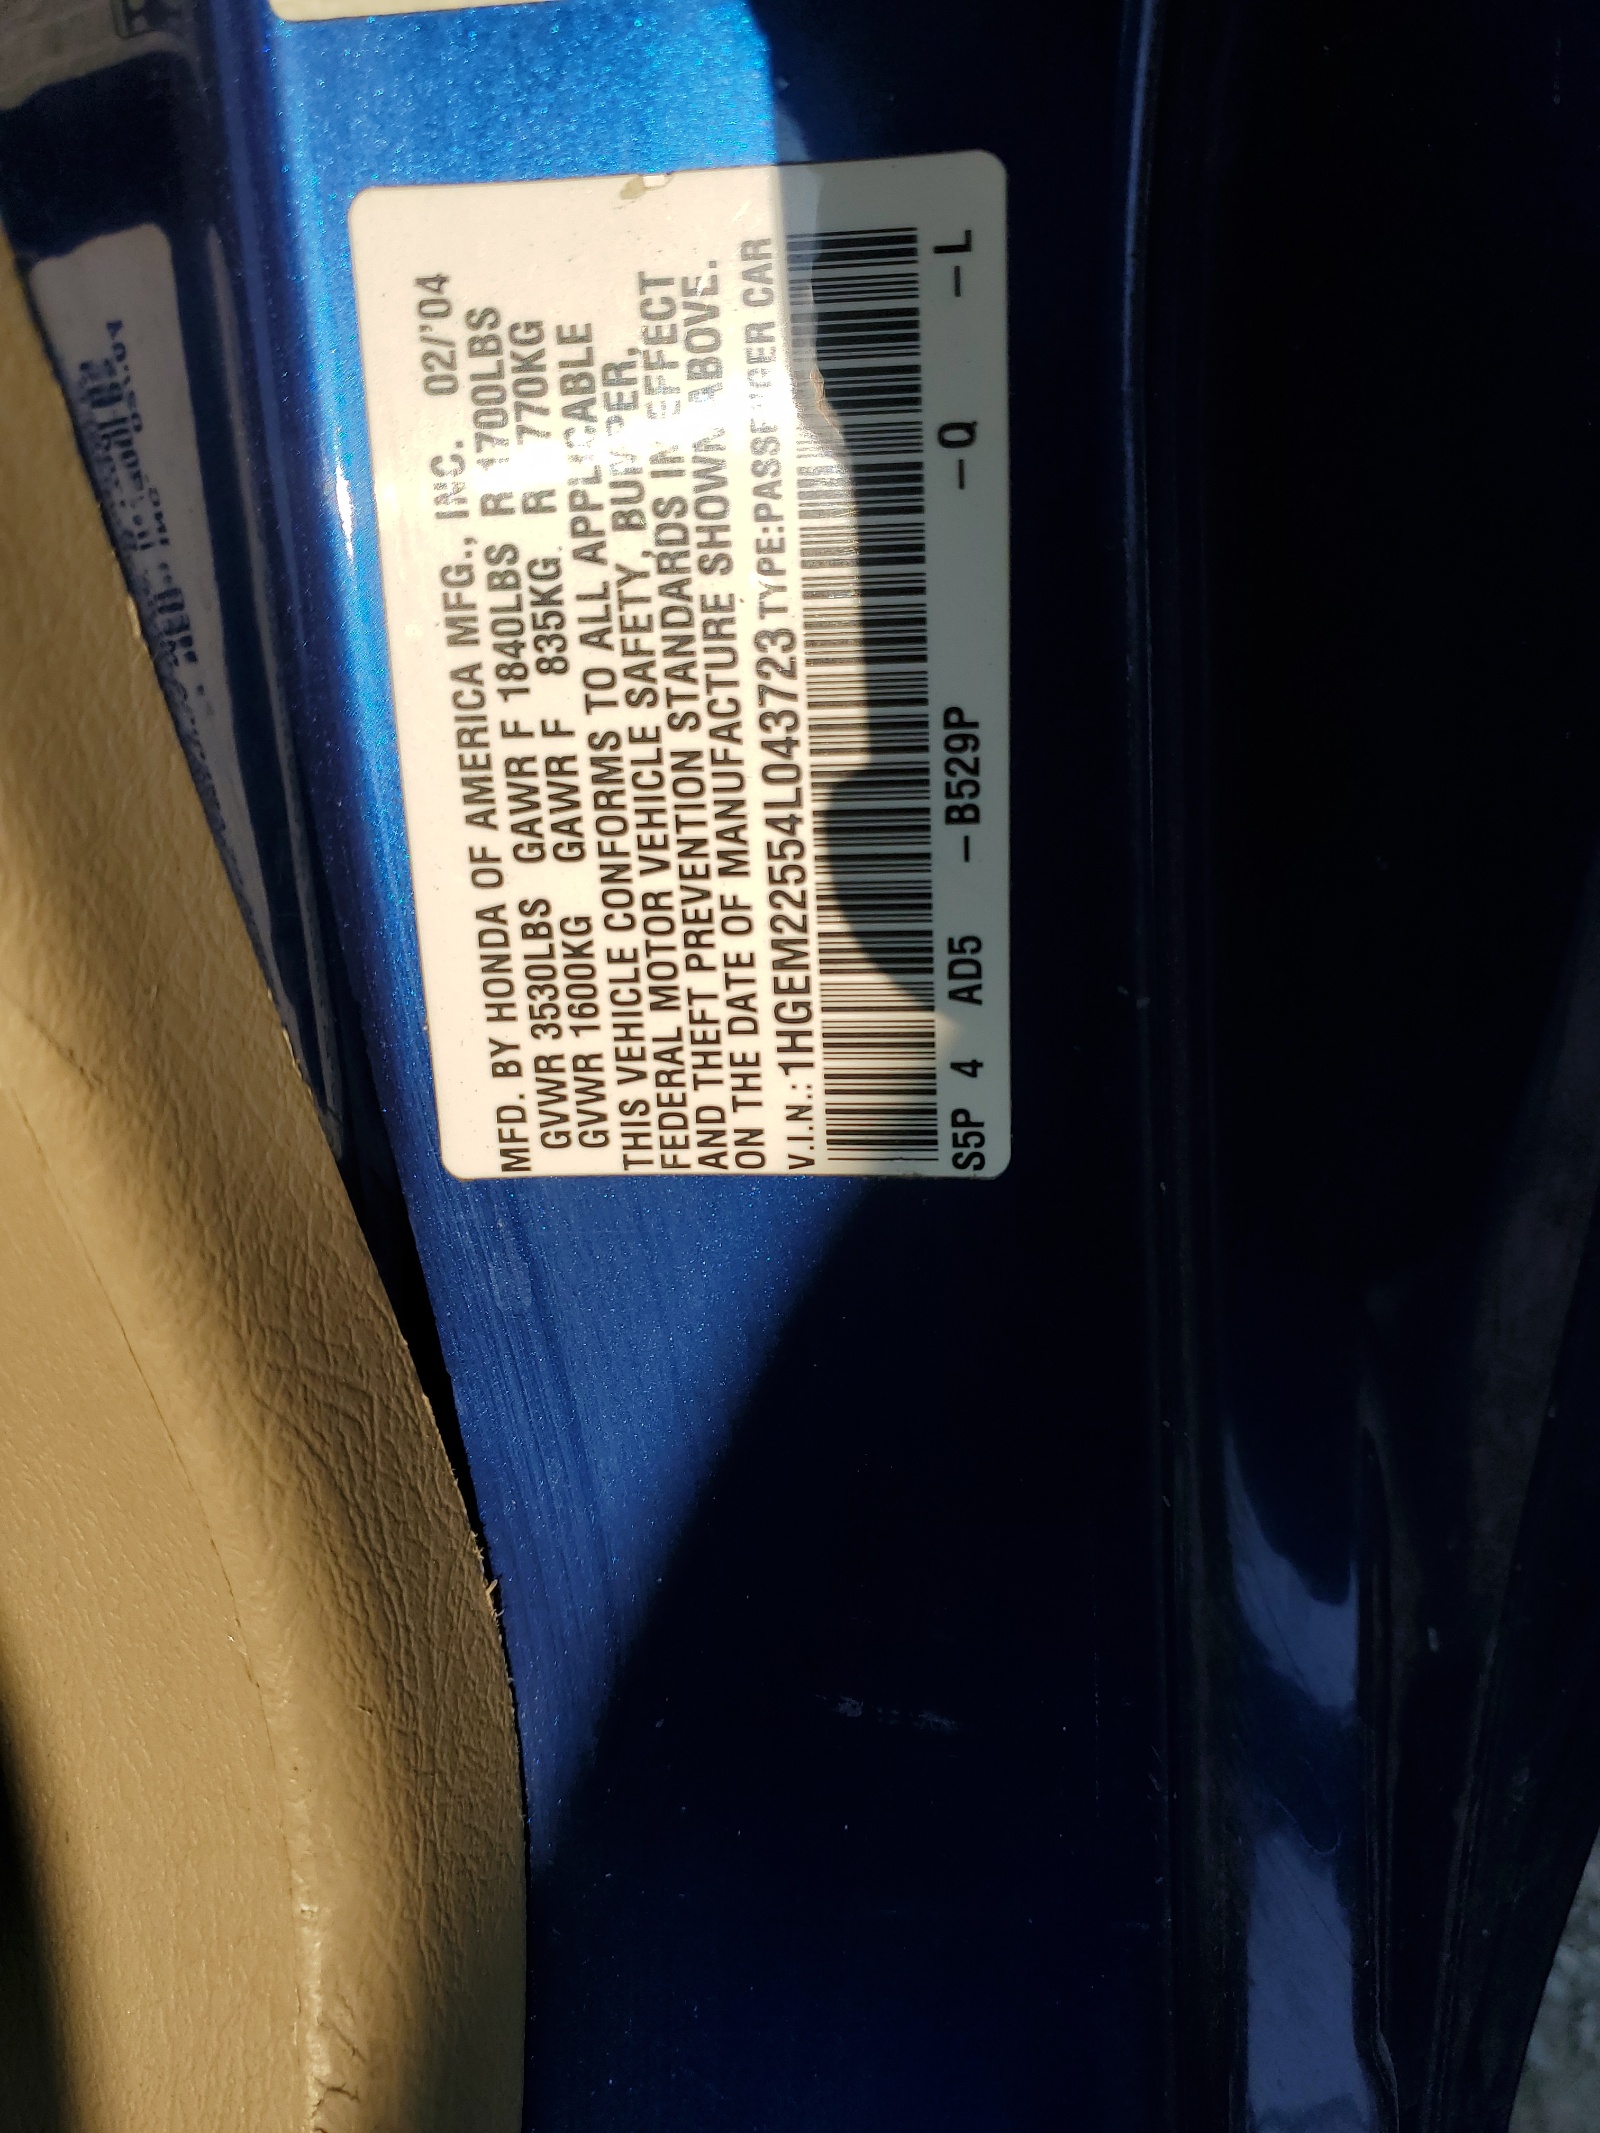 MFD. BY HONDA OF AMERICA MFG., INC. 02/'04
GVWR 3530LBS GAWR F 1840LBS R 1700LBS
GVWR 1600KG GAWR F 835KG R 770KG
THIS VEHICLE CONFORMS TO ALL APPLICABLE
FEDERAL MOTOR VEHICLE SAFETY, BUMPER,
AND THEFT PREVENTION STANDARDS IN EFFECT
ON THE DATE OF MANUFACTURE SHOWN ABOVE.
V.I.N.:1HGEM22554L043723 TYPE:PASSENGER CAR
S5P 4 AD5 -B529P -Q -L